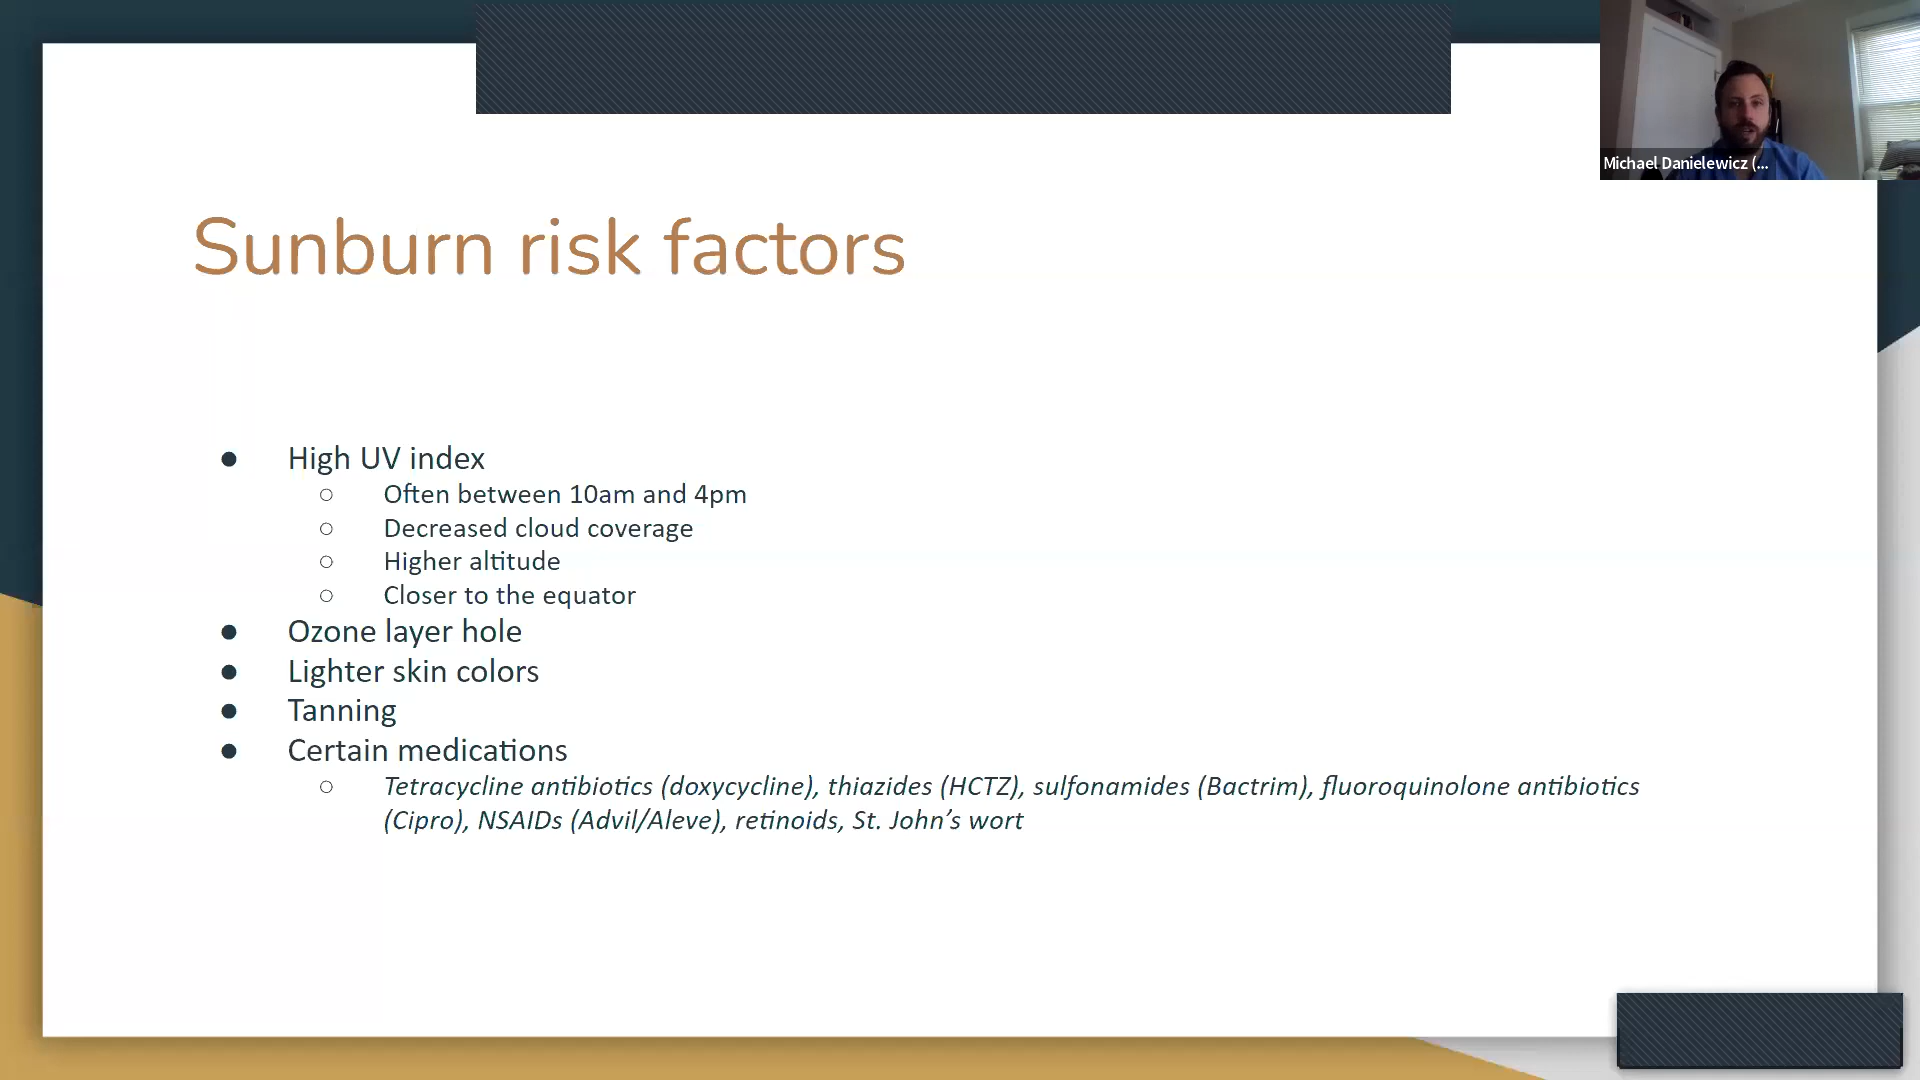 Michael Danielewicz (...
Sunburn risk factors
● High UV index
○ Often between 10am and 4pm
○ Decreased cloud coverage
○ Higher altitude
○ Closer to the equator
● Ozone layer hole
● Lighter skin colors
● Tanning
● Certain medications
○ Tetracycline antibiotics (doxycycline), thiazides (HCTZ), sulfonamides (Bactrim), fluoroquinolone antibiotics
(Cipro), NSAIDs (Advil/Aleve), retinoids, St. John’s wort